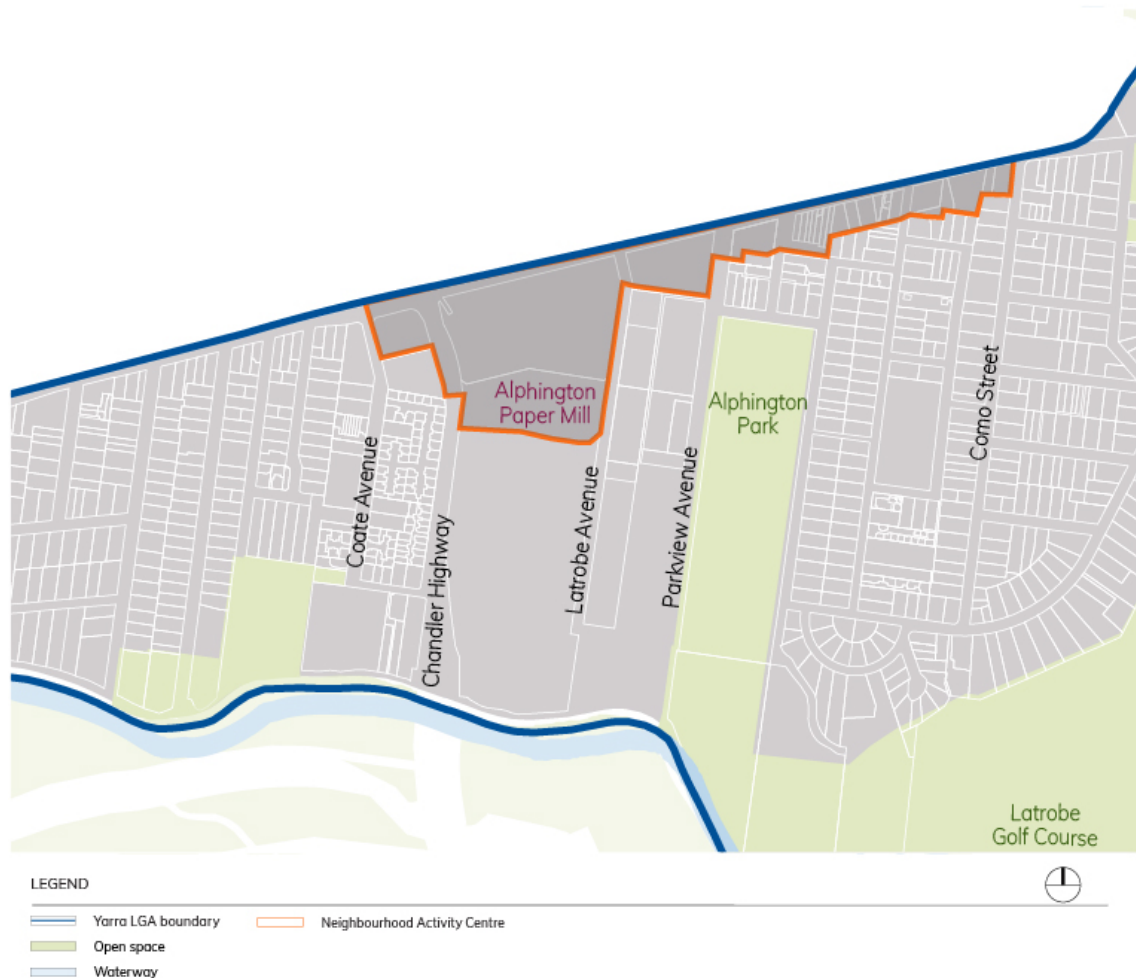 Alphington
Paper Mill
Alphington
Park
Como Street
Coate Avenue
Chandler Highway
Latrobe Avenue
Parkview Avenue
Latrobe
Golf Course
LEGEND
Yarra LGA boundary
Neighbourhood Activity Centre
Open space
Waterway